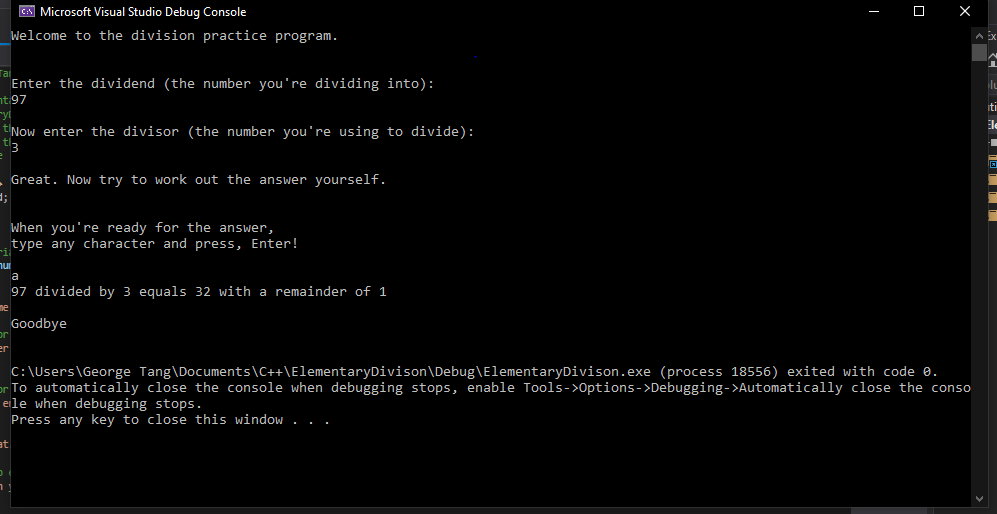 Microsoft Visual Studio Debug Console
Welcome to the division practice program.
Enter the dividend (the number you're dividing into):
97
Now enter the divisor (the number you're using to divide):
3
Great. Now try to work out the answer yourself.
When you're ready for the answer,
type any character and press, Enter!
a
97 divided by 3 equals 32 with a remainder of 1
Goodbye
C:\Users\George Tang\Documents\C++\ElementaryDivison\Debug\ElementaryDivison.exe (process 18556) exited with code 0.
To automatically close the console when debugging stops, enable Tools->Options->Debugging->Automatically close the conso
le when debugging stops.
Press any key to close this window . . .